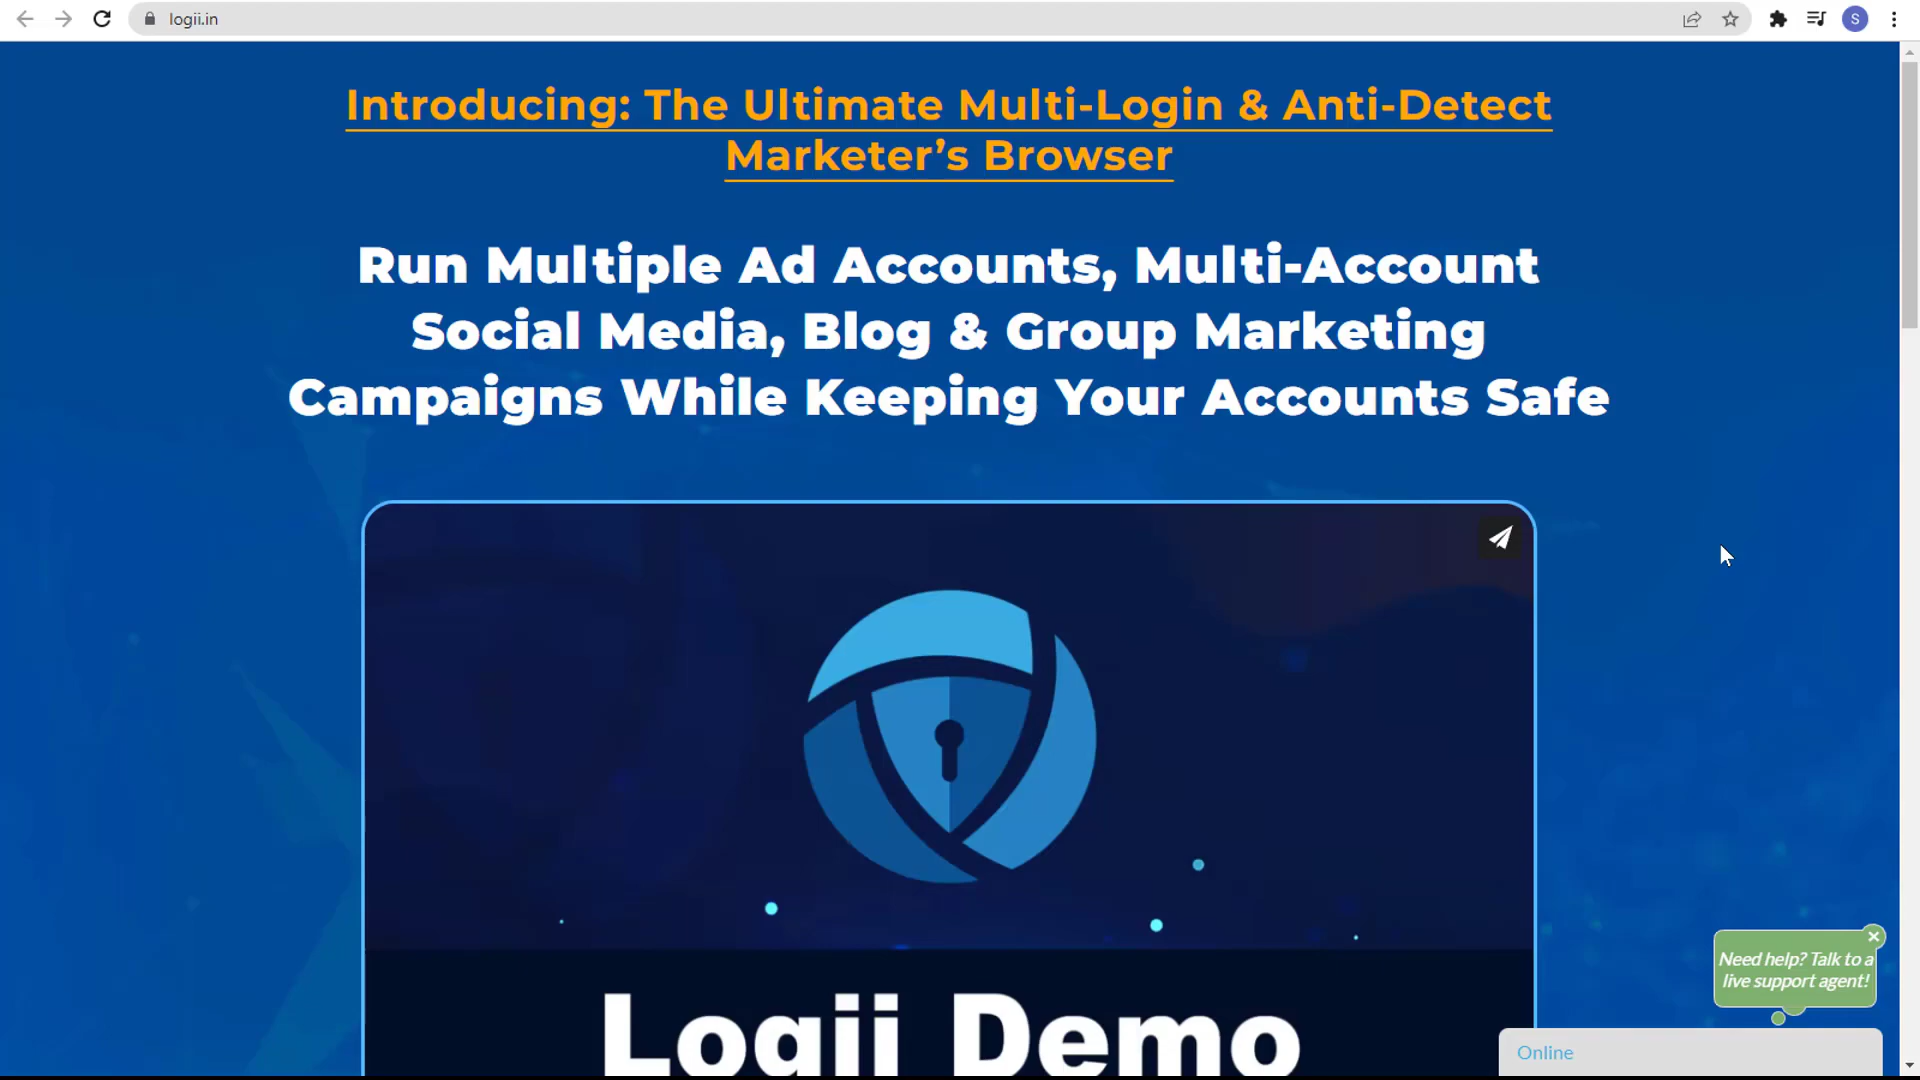 logii.in
S
Introducing: The Ultimate Multi-Login & Anti-Detect
Marketer’s Browser
Run Multiple Ad Accounts, Multi-Account
Social Media, Blog & Group Marketing
Campaigns While Keeping Your Accounts Safe
Logii Demo
Need help? Talk to a
live support agent!
Online